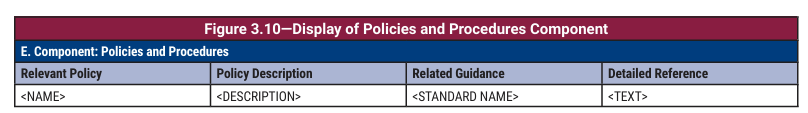 Figure 3.10—Display of Policies and Procedures Component
E. Component: Policies and Procedures
Relevant Policy Policy Description Related Guidance Detailed Reference
<NAME> <DESCRIPTION> <STANDARD NAME> <TEXT>